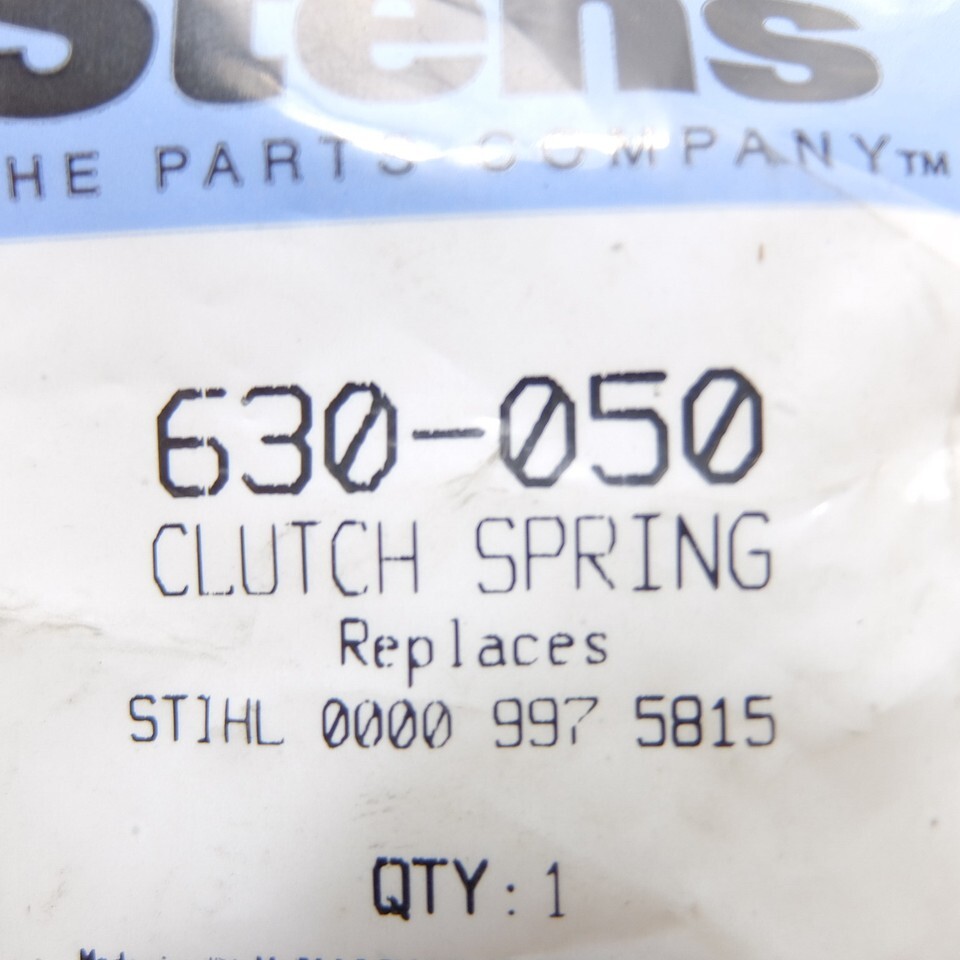 Stens
HE PARTS COMPANY™
630-050
CLUTCH SPRING
Replaces
STIHL 0000 997 5815
QTY: 1